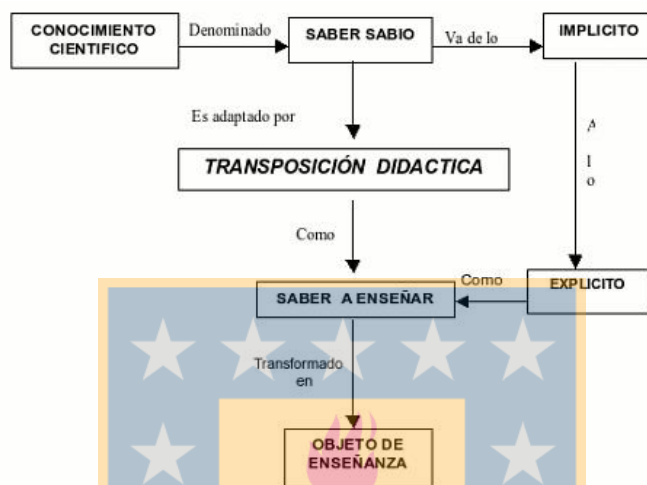 CONOCIMIENTO
CIENTIFICO
Denominado
SABER SABIO
Va de lo
IMPLICITO
Es adaptado por
A
l
o
TRANSPOSICIÓN DIDACTICA
Como
EXPLICITO
Como
SABER A ENSEÑAR
Transformado
en
OBJETO DE
ENSEÑANZA